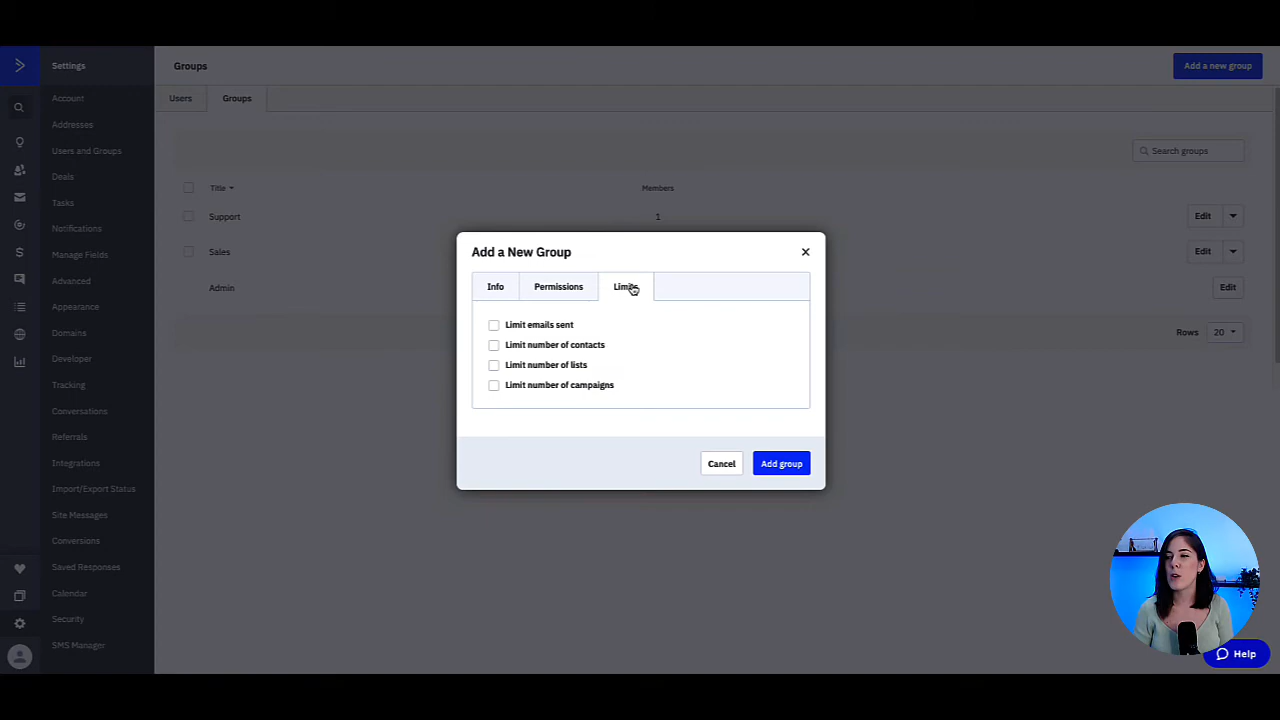 Settings
Groups
Add a new group
Account
Addresses
Users and Groups
Deals
Tasks
Notifications
Manage Fields
Advanced
Appearance
Domains
Developer
Tracking
Conversations
Referrals
Integrations
Import/Export Status
Site Messages
Conversions
Saved Responses
Calendar
Security
SMS Manager
Users
Groups
Search groups
Title
Members
Support
1
Edit
Sales
Edit
Admin
Edit
Rows
20
Add a New Group
Info
Permissions
Limits
Limit emails sent
Limit number of contacts
Limit number of lists
Limit number of campaigns
Cancel
Add group
Help